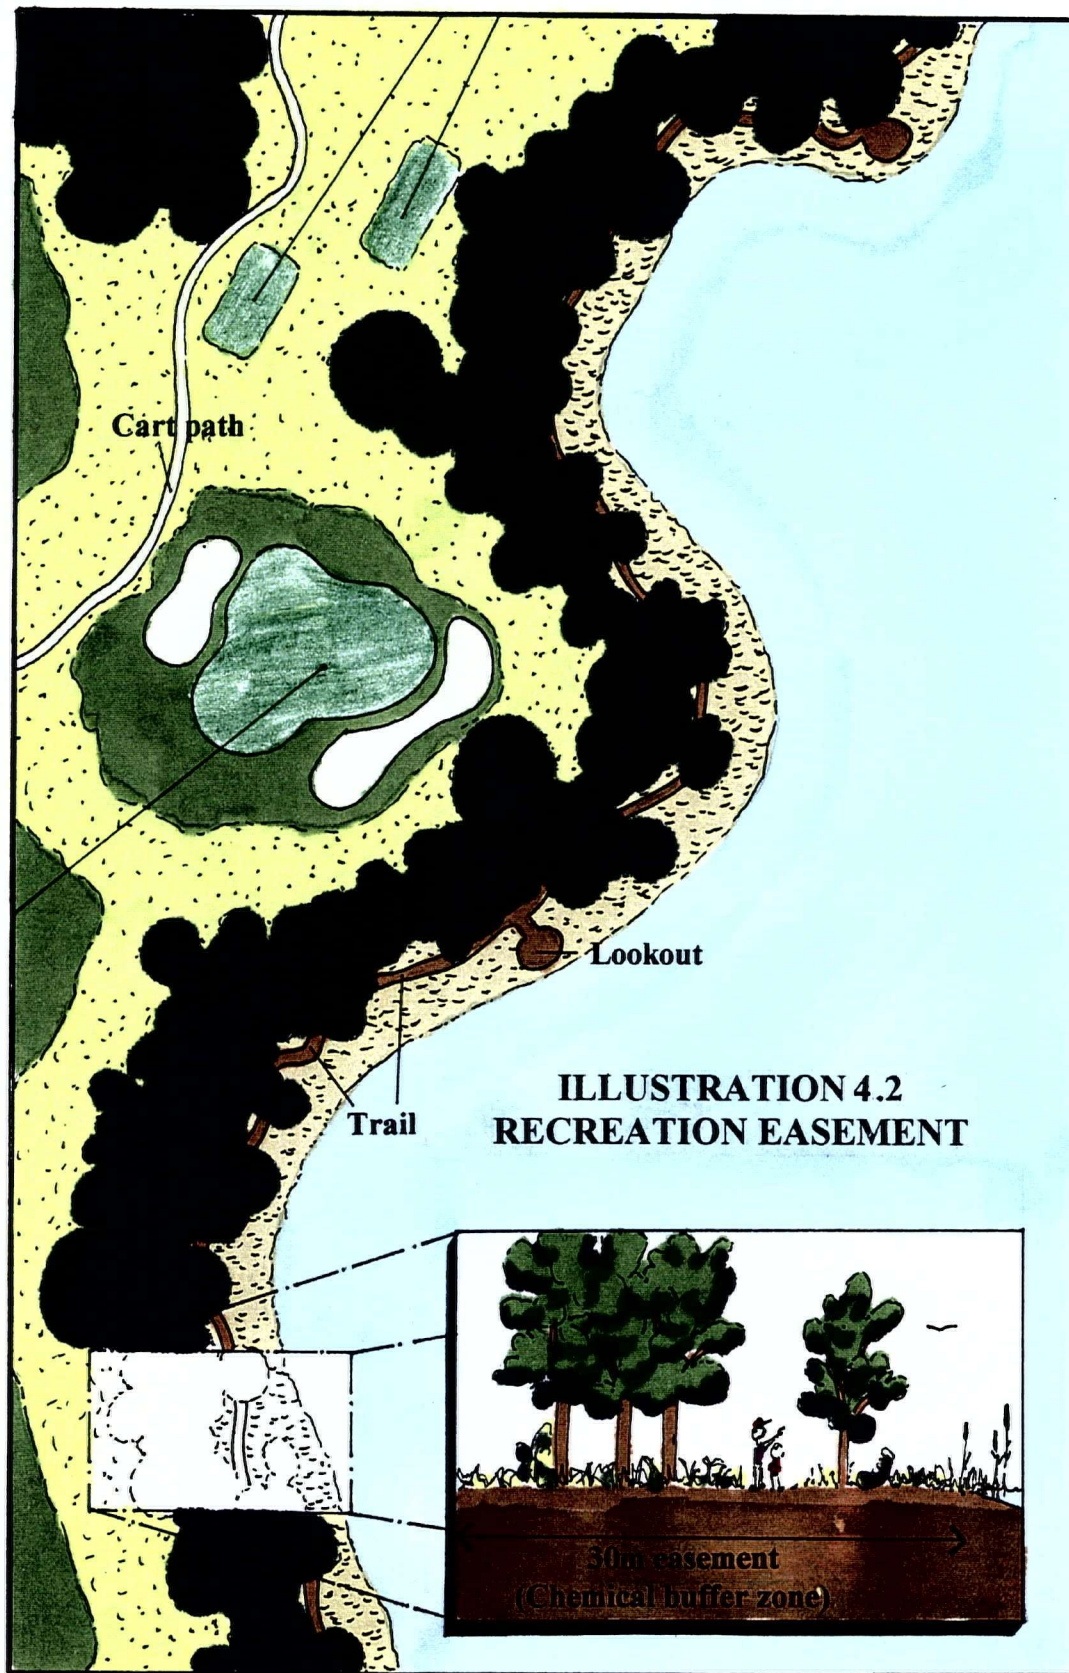 Cart path
Lookout
ILLUSTRATION 4.2
RECREATION EASEMENT
Trail
30m easement
(Chemical buffer zone)